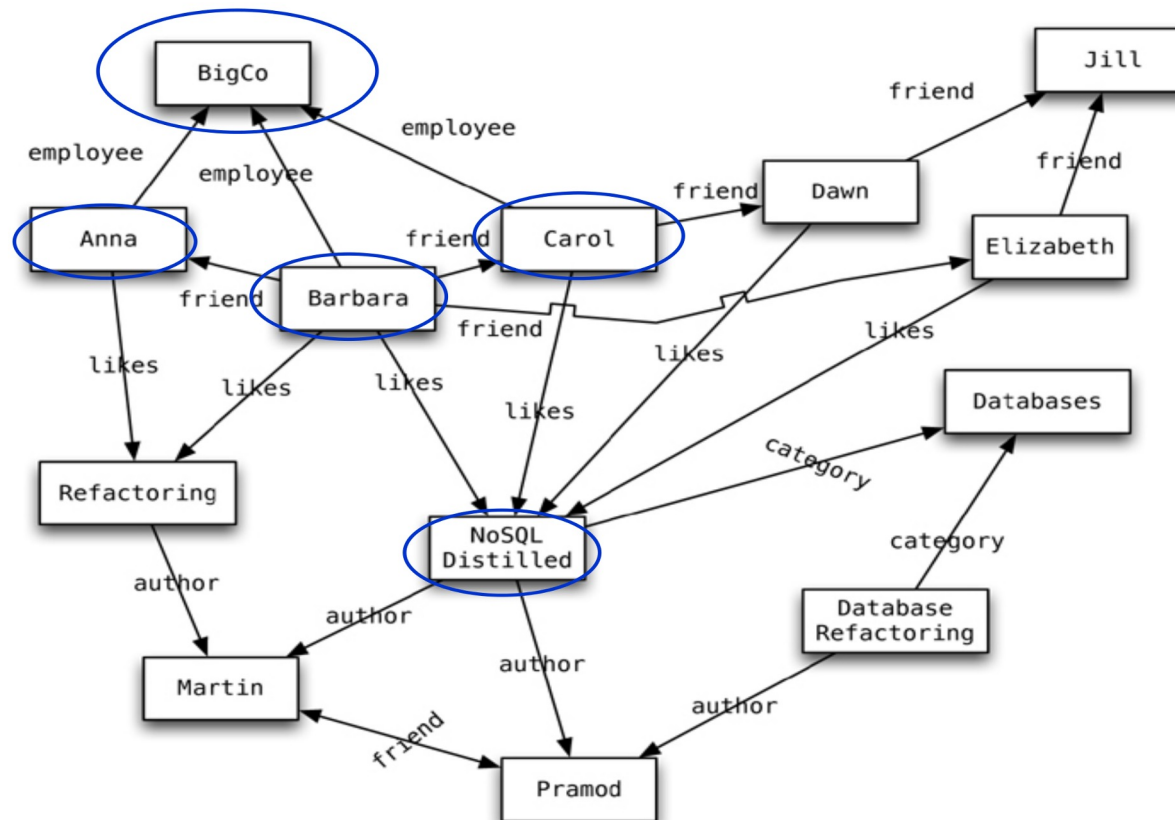 BigCo
Jill
friend
employee
employee
friend
employee
friend
Dawn
Anna
friend
Carol
Elizabeth
friend
Barbara
friend
likes
likes
likes
likes
likes
likes
Databases
category
Refactoring
NoSQL
Distilled
category
author
author
Database
Refactoring
author
Martin
author
friend
Pramod